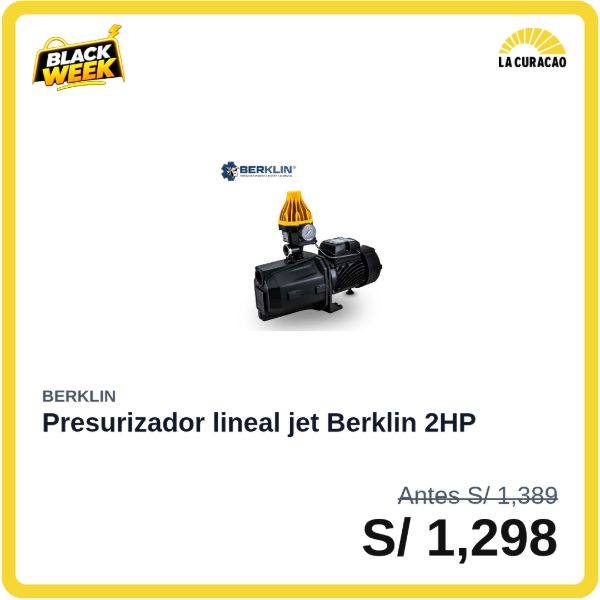 BLACK
WEEK
LA CURACAO
BERKLIN®
BERKLIN
Presurizador lineal jet Berklin 2HP
Antes S/ 1,389
S/ 1,298